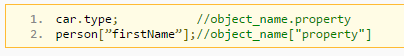 1. car.type; //object_name.property
2. person[”firstName”];//object_name["property"]